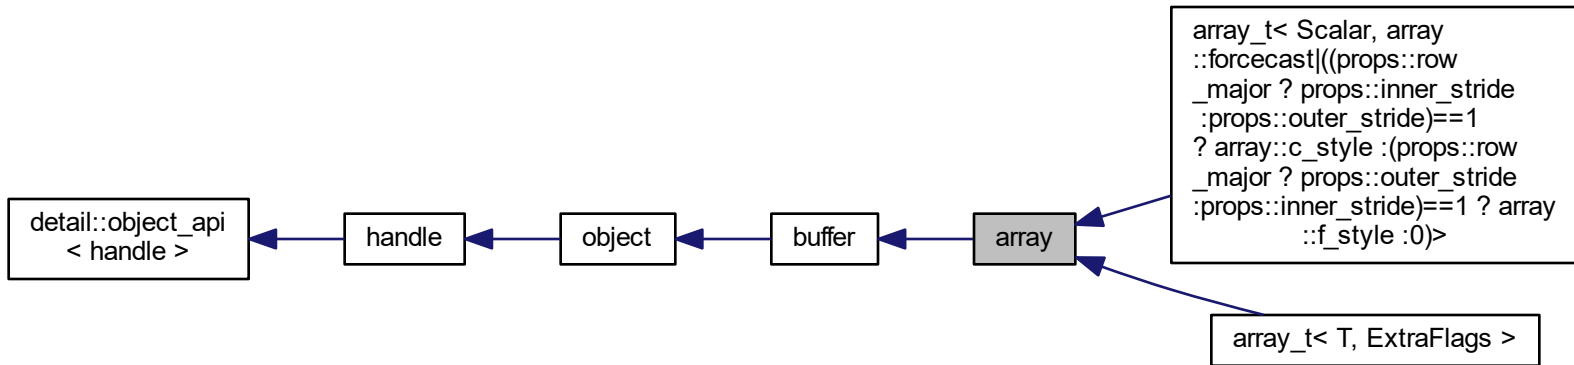 detail::object_api
< handle >
handle
object
buffer
array
array_t< Scalar, array
::forcecast|((props::row
_major ? props::inner_stride
:props::outer_stride)==1
? array::c_style :(props::row
_major ? props::outer_stride
:props::inner_stride)==1 ? array
::f_style :0)>
array_t< T, ExtraFlags >